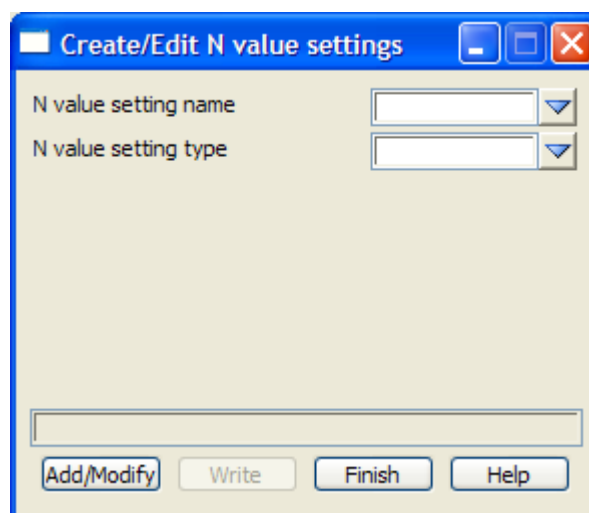 Create/Edit N value settings
N value setting name
N value setting type
Add/Modify Write Finish Help